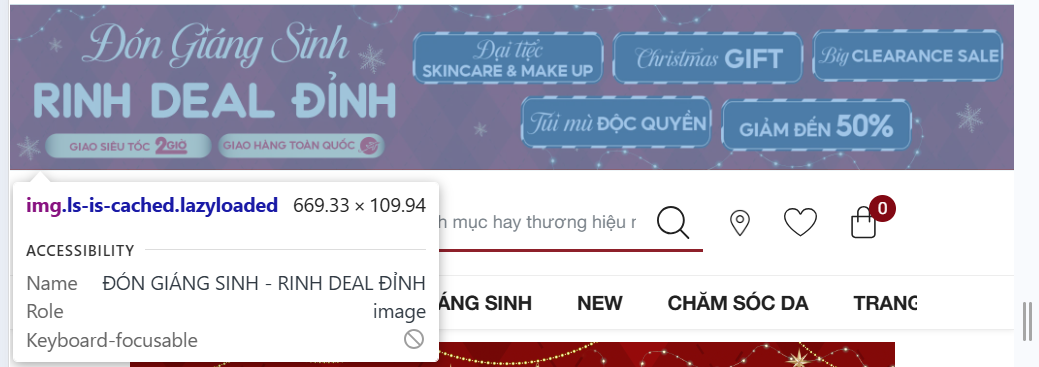 Đón Giáng Sinh
RINH DEAL ĐỈNH
GIAO SIÊU TỐC 2GIỜ
GIAO HÀNG TOÀN QUỐC
Đại tiệc
SKINCARE & MAKE UP
Christmas GIFT
Big CLEARANCE SALE
Túi mù ĐỘC QUYỀN
GIẢM ĐẾN 50%
img.ls-is-cached.lazyloaded 669.33 × 109.94
ACCESSIBILITY
Name ĐÓN GIÁNG SINH - RINH DEAL ĐỈNH
Role image
Keyboard-focusable
h mục hay thương hiệu
0
ÁNG SINH NEW CHĂM SÓC DA TRANG